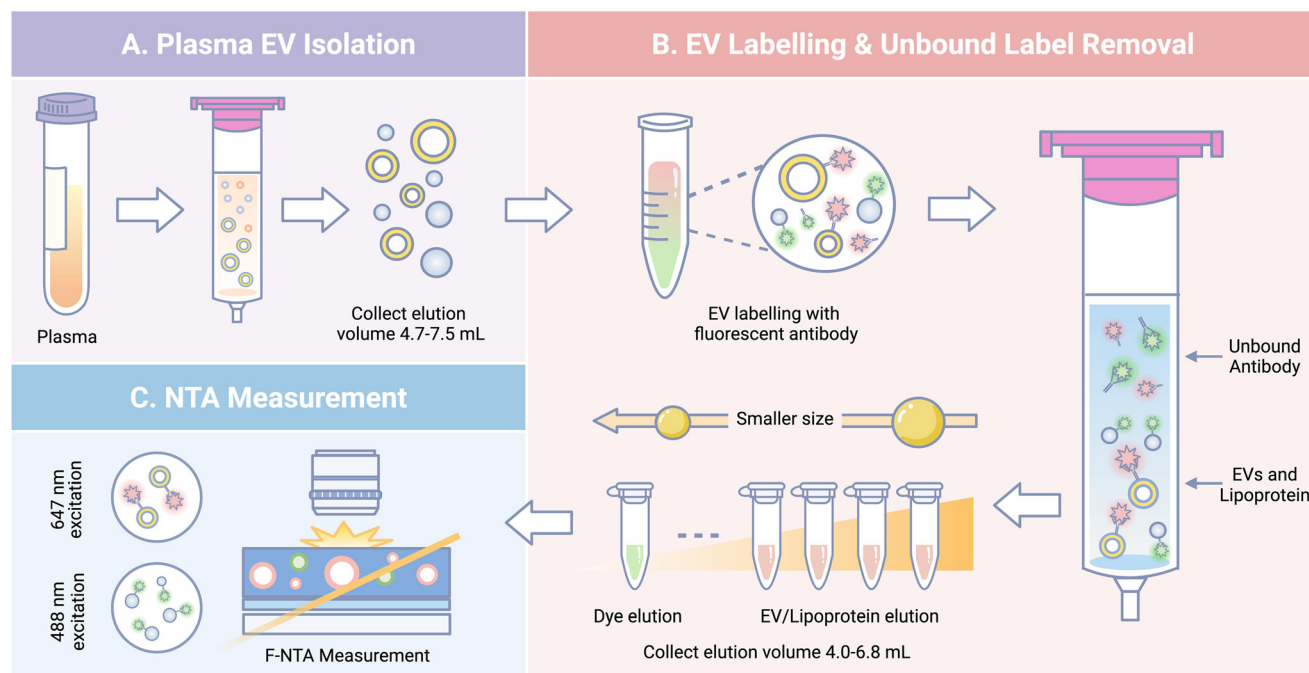 A. Plasma EV Isolation
Plasma
Collect elution
volume 4.7-7.5 mL
B. EV Labelling & Unbound Label Removal
EV labelling with
fluorescent antibody
Unbound
Antibody
EVs and
Lipoprotein
Smaller size
Dye elution
EV/Lipoprotein elution
Collect elution volume 4.0-6.8 mL
C. NTA Measurement
647 nm
excitation
488 nm
excitation
F-NTA Measurement